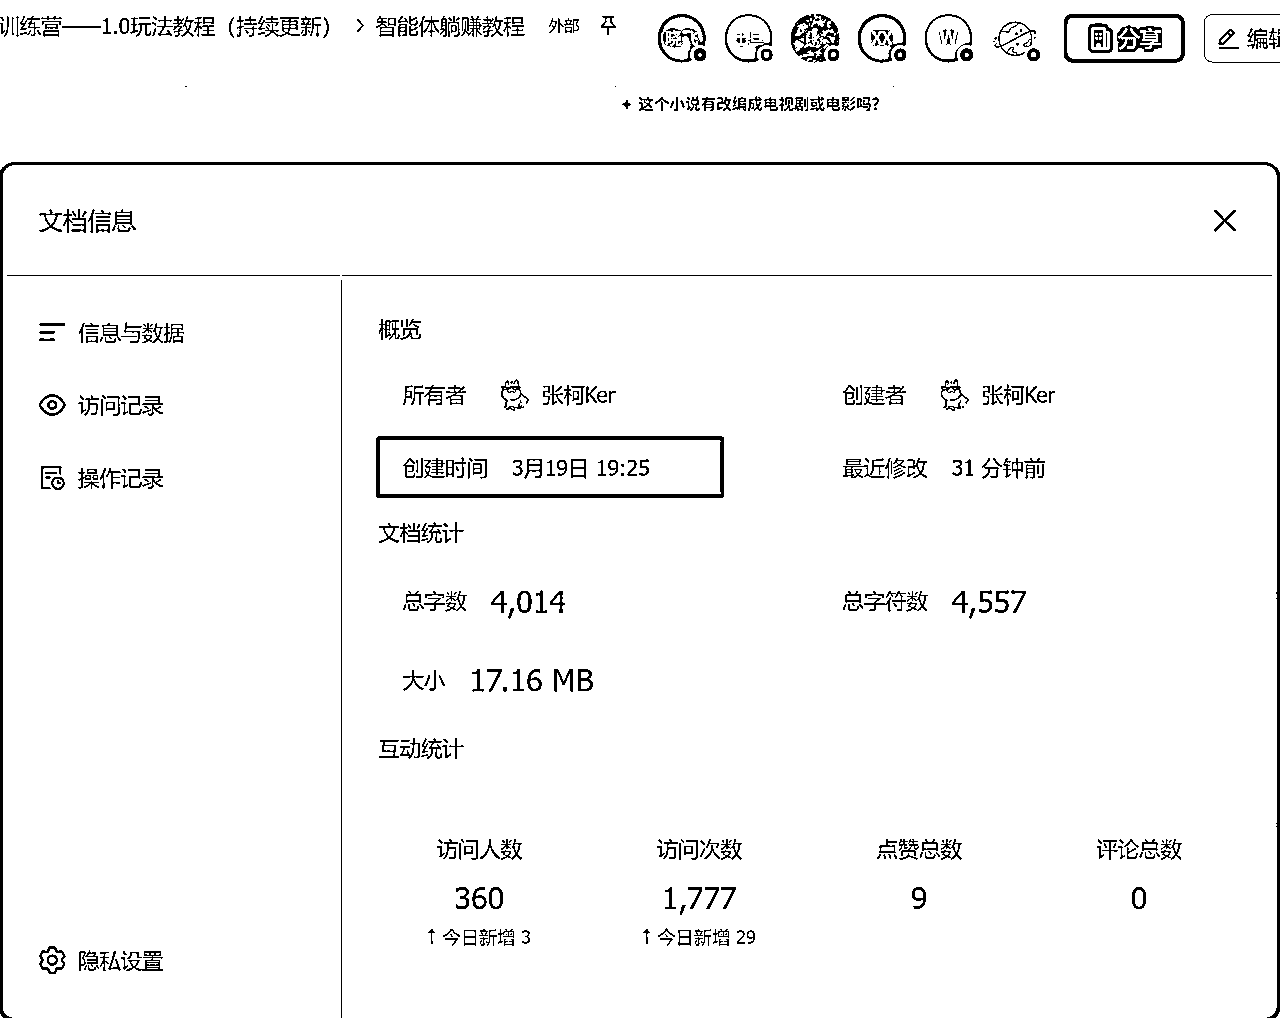 训练营——1.0玩法教程（持续更新） > 智能体躺赚教程 外部 分享 编辑
+ 这个小说有改编成电视剧或电影吗？
文档信息
信息与数据
访问记录
操作记录
隐私设置
概览
所有者 张柯Ker 创建者 张柯Ker
创建时间 3月19日 19:25 最近修改 31 分钟前
文档统计
总字数 4,014 总字符数 4,557
大小 17.16 MB
互动统计
访问人数 访问次数 点赞总数 评论总数
360 1,777 9 0
↑ 今日新增 3 ↑ 今日新增 29